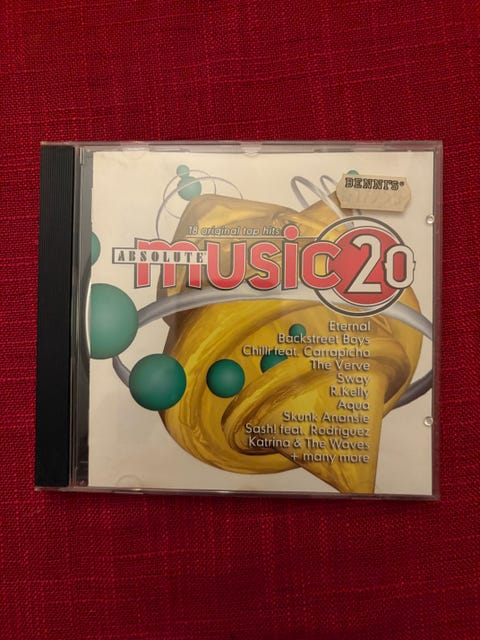 BENNI'S®
18 original top hits
ABSOLUTE
music 20
Eternal
Backstreet Boys
Chilli feat. Carrapicho
The Verve
Sway
R.Kelly
Aqua
Skunk Anansie
Sash! feat. Rodriguez
Katrina & The Waves
+ many more